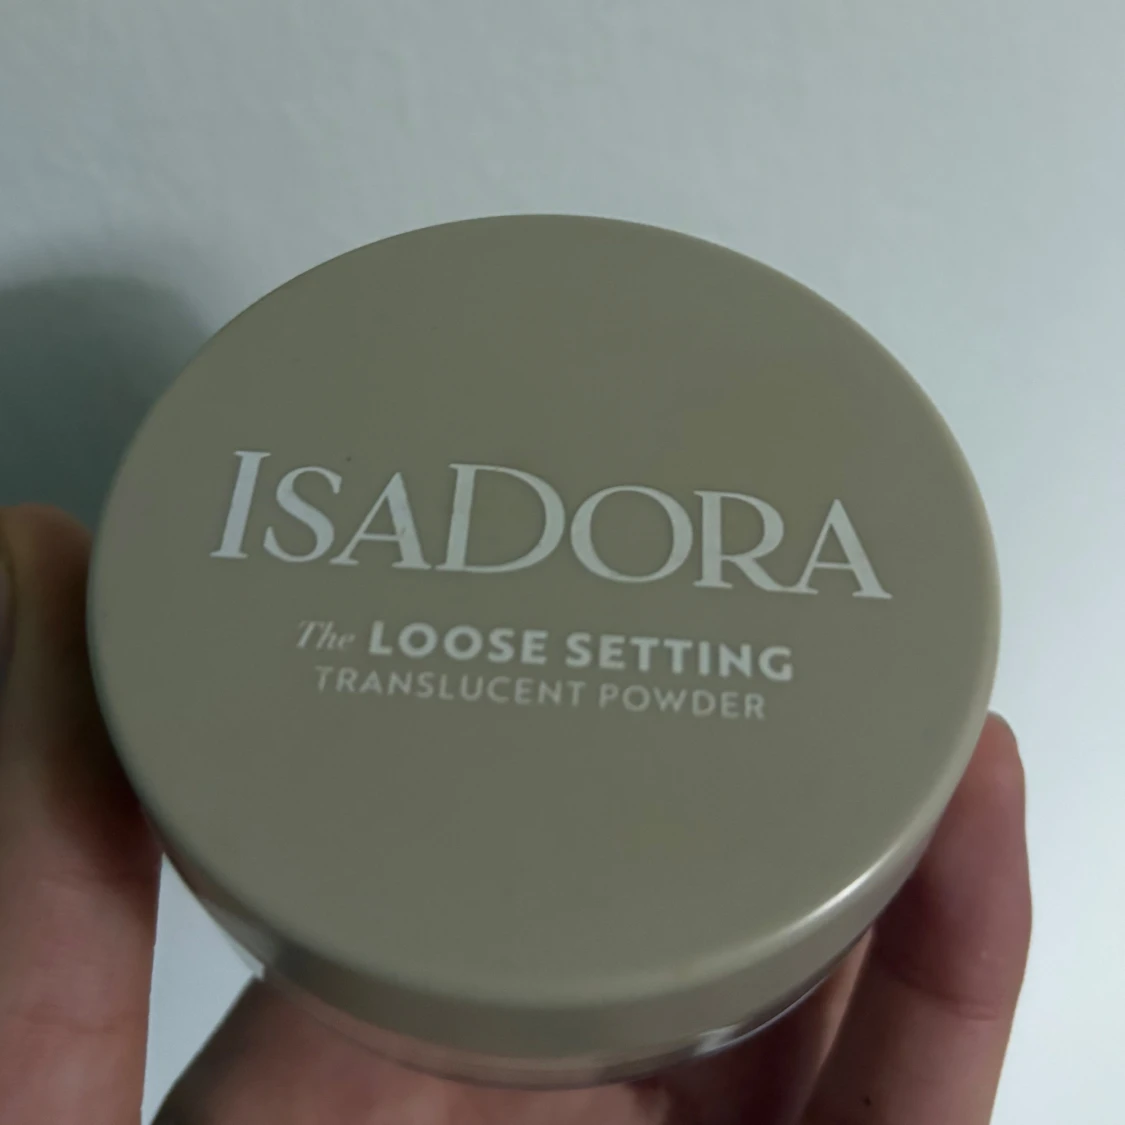 ISADORA
The LOOSE SETTING
TRANSLUCENT POWDER